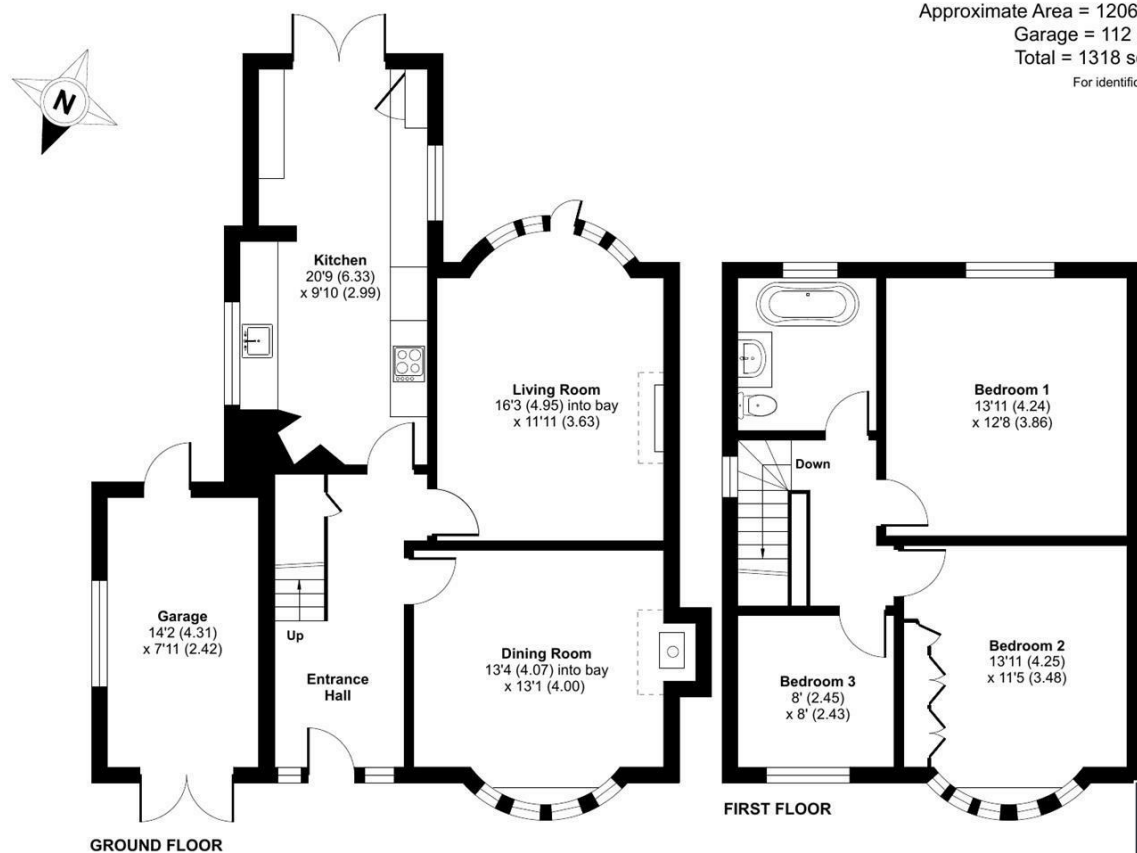 Approximate Area = 1206
Garage = 112
Total = 1318 s
For identific
N
Kitchen
20'9 (6.33)
x 9'10 (2.99)
Living Room
16'3 (4.95) into bay
x 11'11 (3.63)
Bedroom 1
13'11 (4.24)
x 12'8 (3.86)
Down
Garage
14'2 (4.31)
x 7'11 (2.42)
Up
Entrance
Hall
Dining Room
13'4 (4.07) into bay
x 13'1 (4.00)
Bedroom 3
8' (2.45)
x 8' (2.43)
Bedroom 2
13'11 (4.25)
x 11'5 (3.48)
FIRST FLOOR
GROUND FLOOR